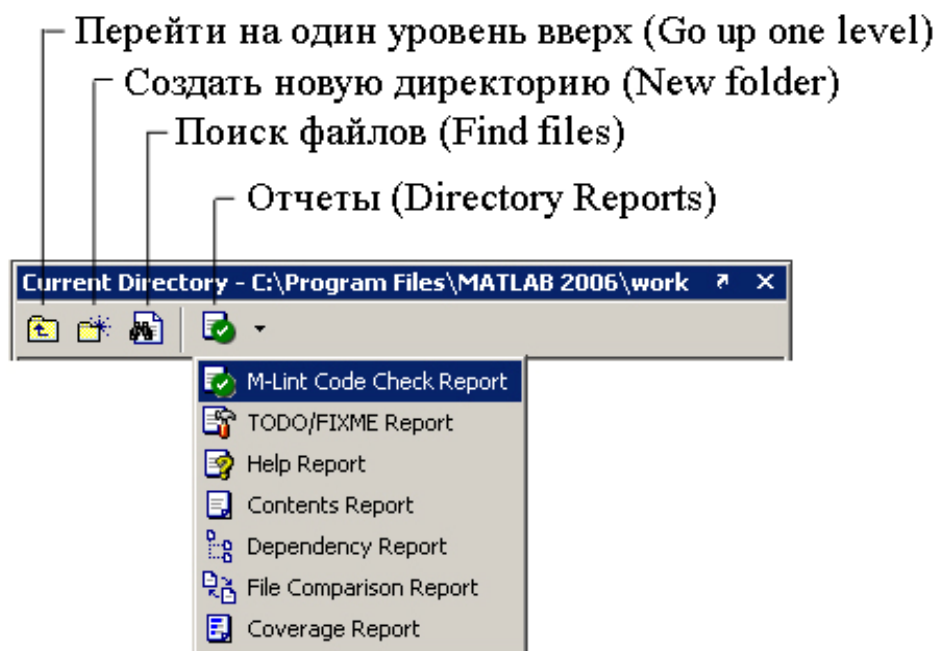 Перейти на один уровень вверх (Go up one level)
Создать новую директорию (New folder)
Поиск файлов (Find files)
Отчеты (Directory Reports)
Current Directory - C:\Program Files\MATLAB 2006\work
M-Lint Code Check Report
TODO/FIXME Report
Help Report
Contents Report
Dependency Report
File Comparison Report
Coverage Report